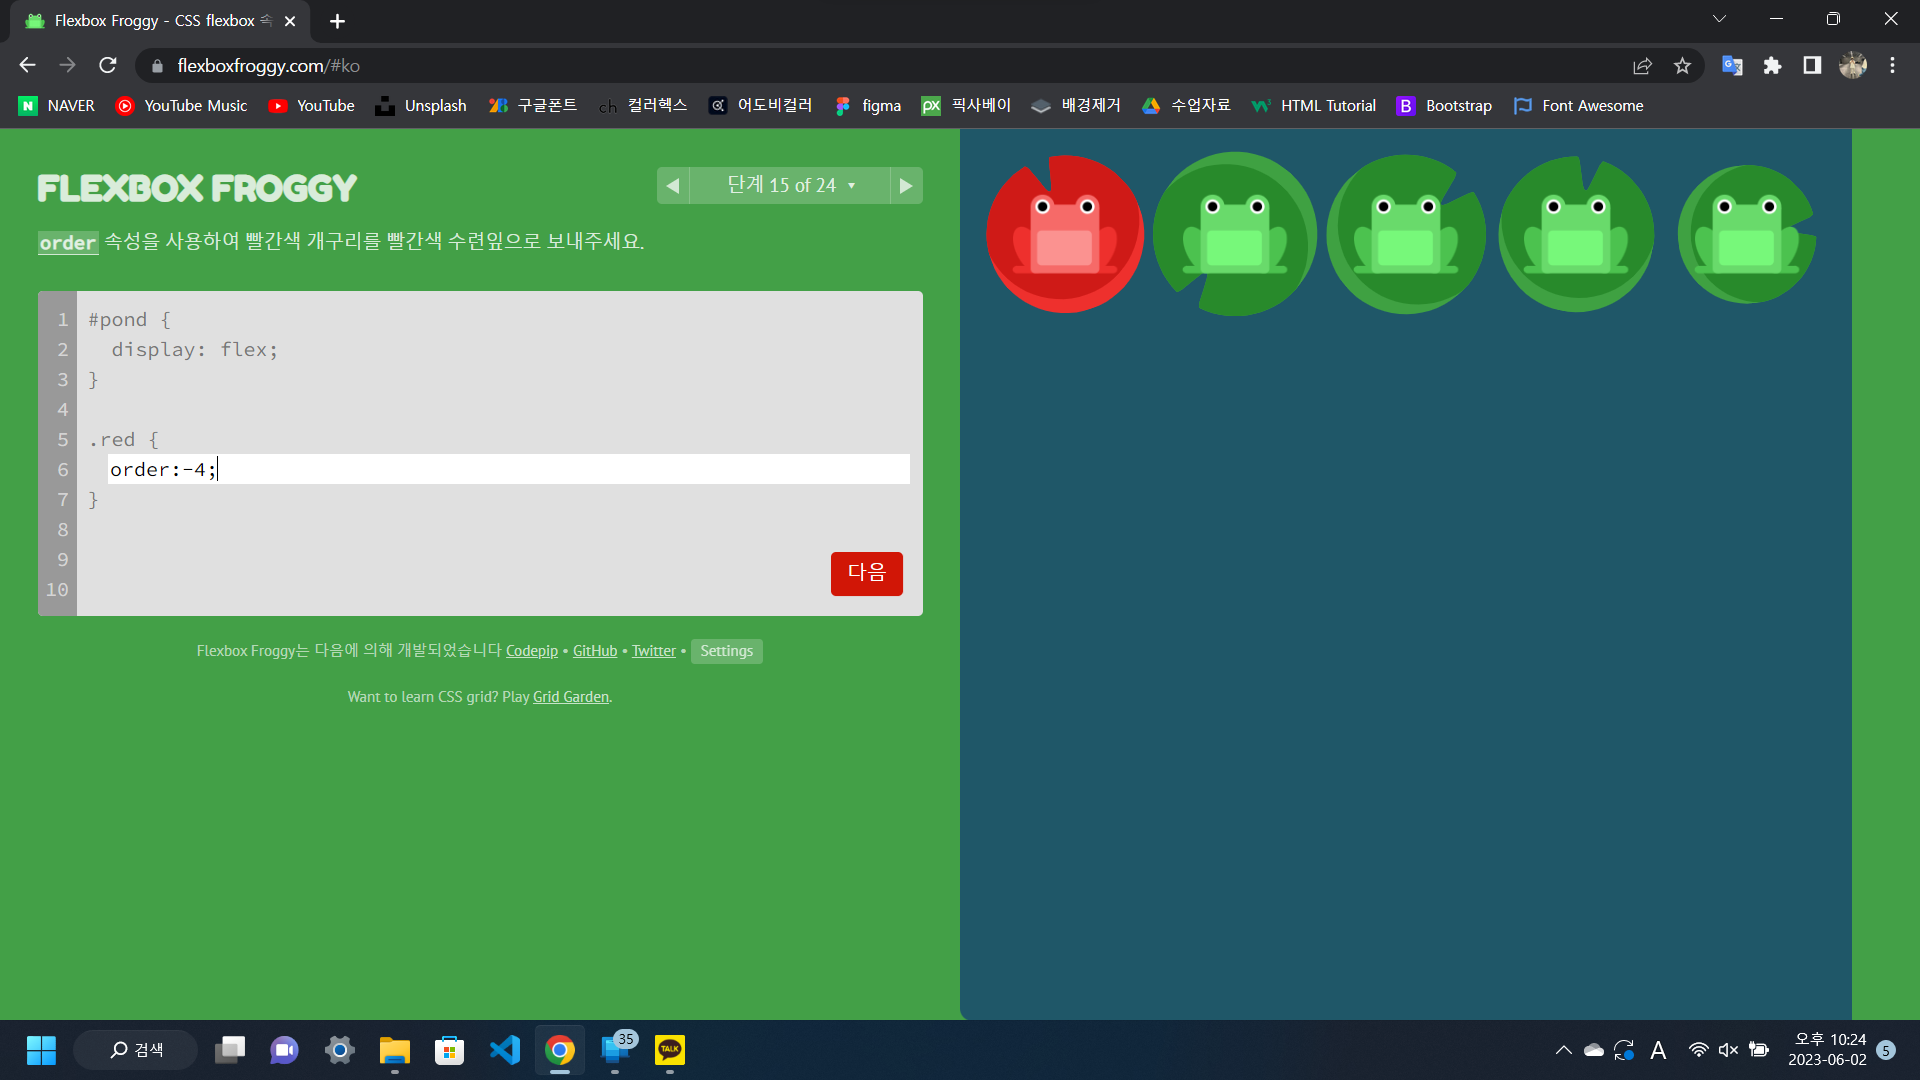 Flexbox Froggy - CSS flexbox 속
flexboxfroggy.com/#ko
NAVER
YouTube Music
YouTube
Unsplash
구글폰트
ch 컬러헥스
어도비컬러
figma
px 픽사베이
배경제거
수업자료
HTML Tutorial
B Bootstrap
Font Awesome
FLEXBOX FROGGY
◀ 단계 15 of 24 ▼ ▶
order 속성을 사용하여 빨간색 개구리를 빨간색 수련잎으로 보내주세요.
1 #pond {
2 display: flex;
3 }
4
5 .red {
6 order:-4;
7 }
8
9
10
다음
Flexbox Froggy는 다음에 의해 개발되었습니다 Codepip • GitHub • Twitter • Settings
Want to learn CSS grid? Play Grid Garden.
검색
35
TALK
A
오후 10:24
2023-06-02
5